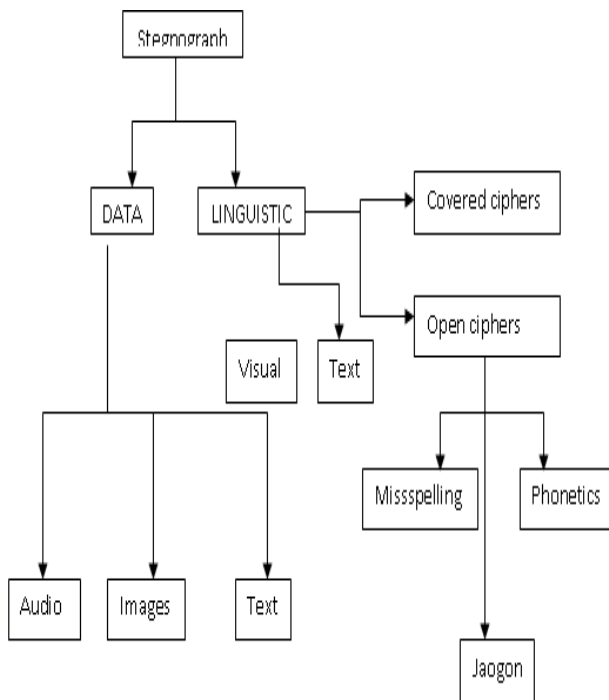 Stegnograph
DATA
LINGUISTIC
Covered ciphers
Open ciphers
Visual
Text
Missspelling
Phonetics
Audio
Images
Text
Jaogon